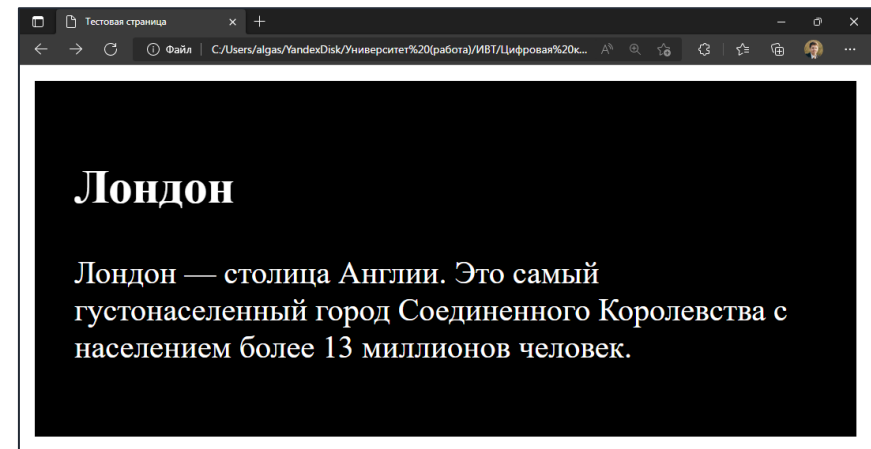 Тестовая страница
Файл | C:/Users/algas/YandexDisk/Университет%20(работа)/ИВТ/Цифровая%20к...
Лондон
Лондон — столица Англии. Это самый
густонаселенный город Соединенного Королевства с
населением более 13 миллионов человек.